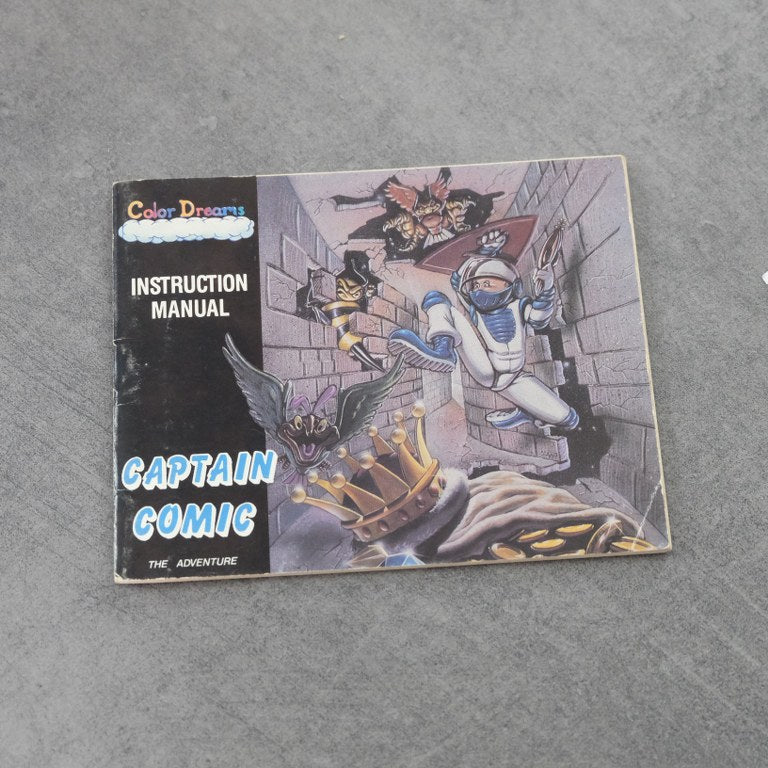 Color Dreams
INSTRUCTION
MANUAL
CAPTAIN
COMIC
THE ADVENTURE